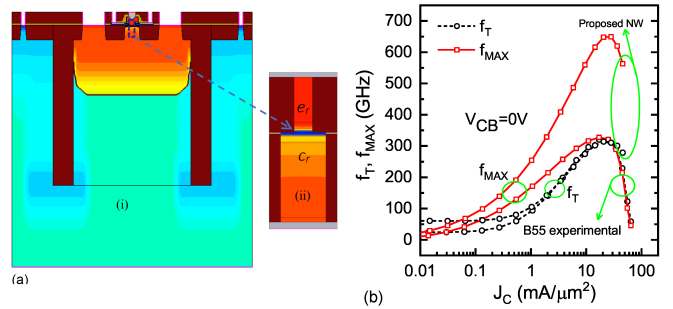 (i)
(a)
e_r
c_r
(ii)
f_T, f_MAX (GHz)
700
600
500
400
300
200
100
0
f_T
f_MAX
Proposed NW
V_CB=0V
f_MAX
f_T
B55 experimental
0.01 0.1 1 10 100
(b)
J_C (mA/µm²)